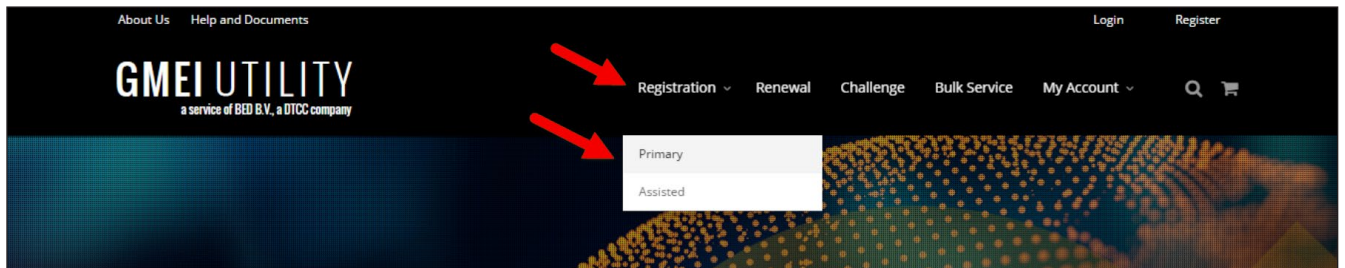 About Us Help and Documents Login Register
GMEI UTILITY
a service of BED B.V., a DTCC company
Registration Renewal Challenge Bulk Service My Account
Primary
Assisted